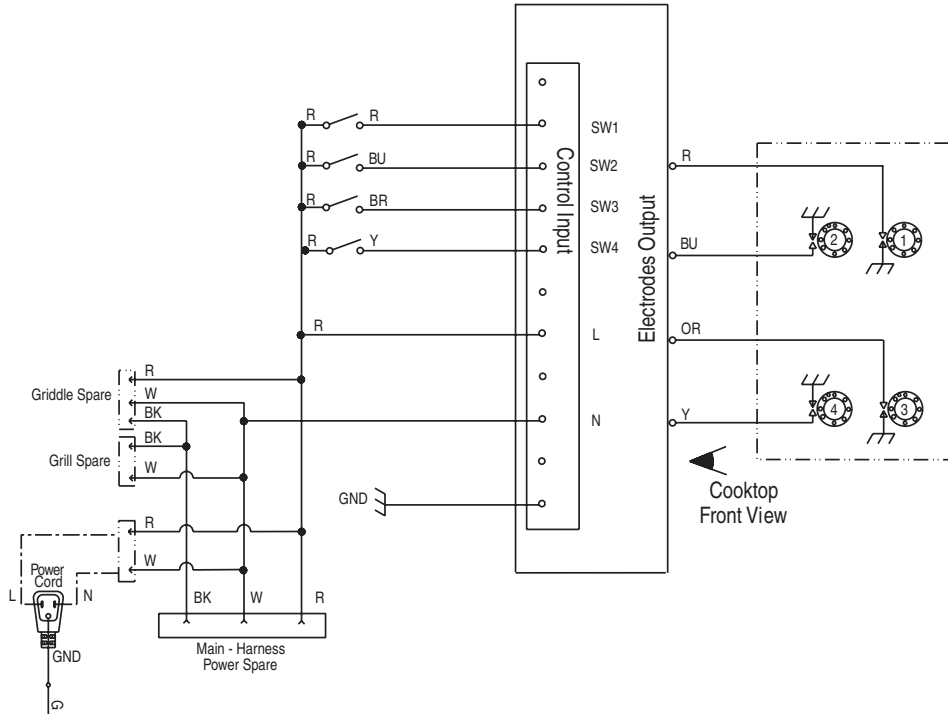 R R
SW1
R BU
SW2
R
R BR
SW3
R Y
SW4
Control Input
Electrodes Output
2
1
BU
R
L
OR
R
Griddle Spare
W
BK
4
3
N
Y
BK
Grill Spare
W
Cooktop
Front View
GND
R
W
Power
Cord
L
N
BK
W
R
Main - Harness
Power Spare
GND
G